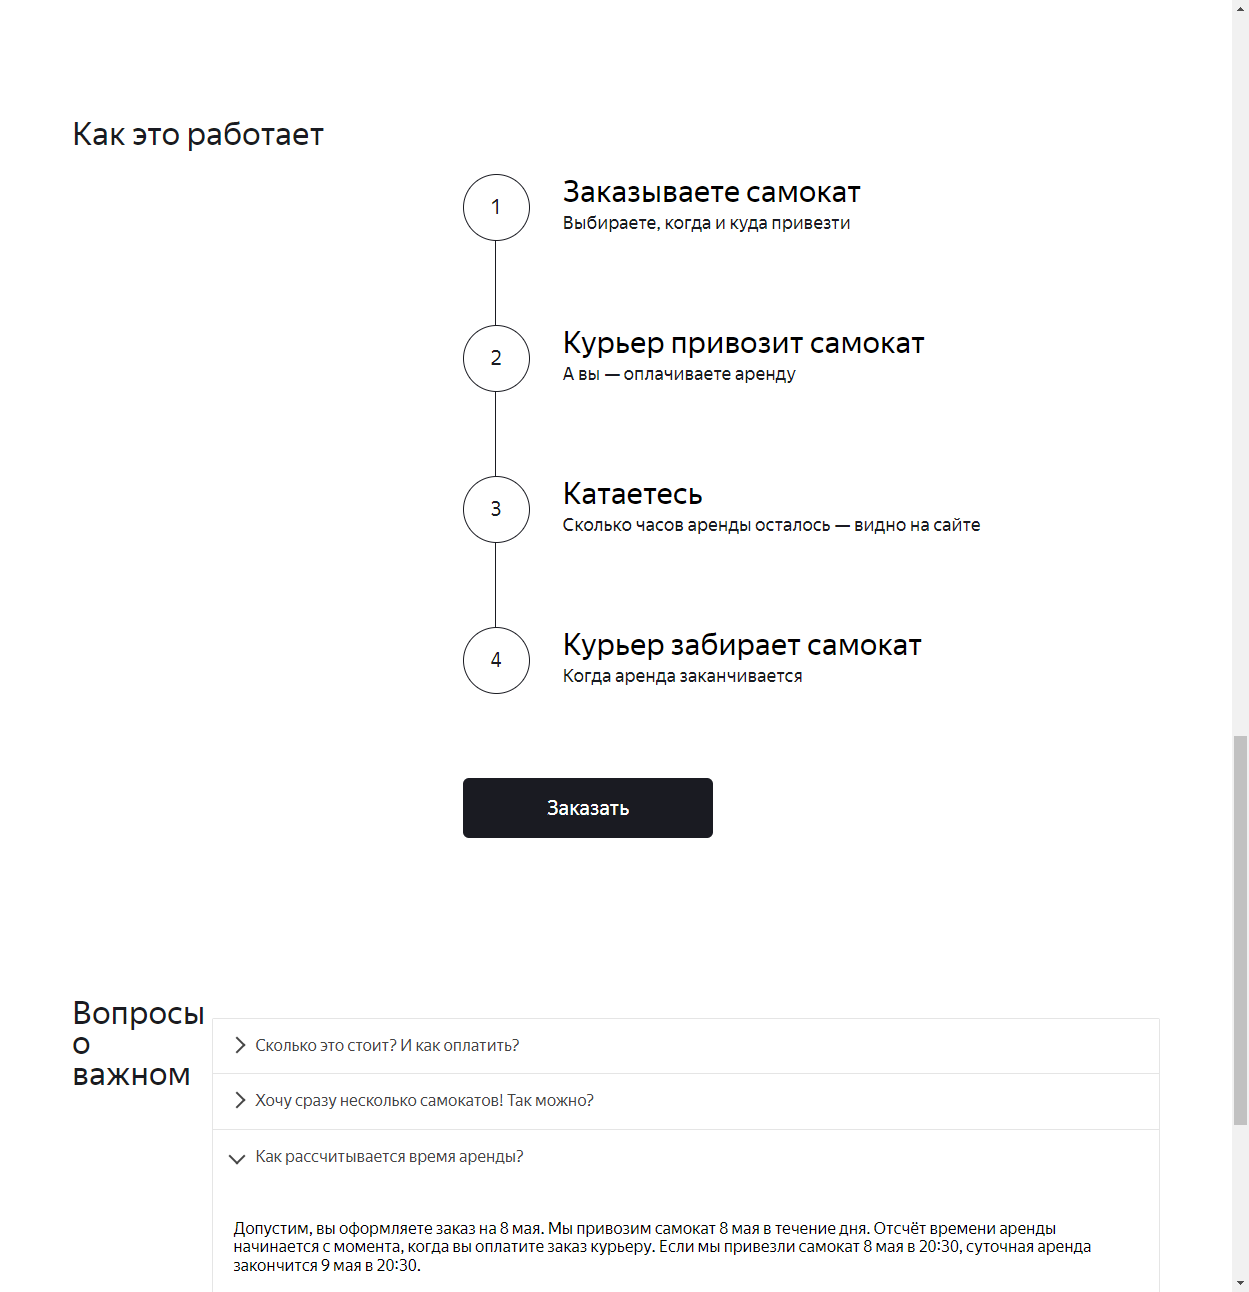 Как это работает
1
Заказываете самокат
Выбираете, когда и куда привезти
2
Курьер привозит самокат
А вы — оплачиваете аренду
3
Катаетесь
Сколько часов аренды осталось — видно на сайте
4
Курьер забирает самокат
Когда аренда заканчивается
Заказать
Вопросы
о
важном
Сколько это стоит? И как оплатить?
Хочу сразу несколько самокатов! Так можно?
Как рассчитывается время аренды?
Допустим, вы оформляете заказ на 8 мая. Мы привозим самокат 8 мая в течение дня. Отсчёт времени аренды
начинается с момента, когда вы оплатите заказ курьеру. Если мы привезли самокат 8 мая в 20:30, суточная аренда
закончится 9 мая в 20:30.